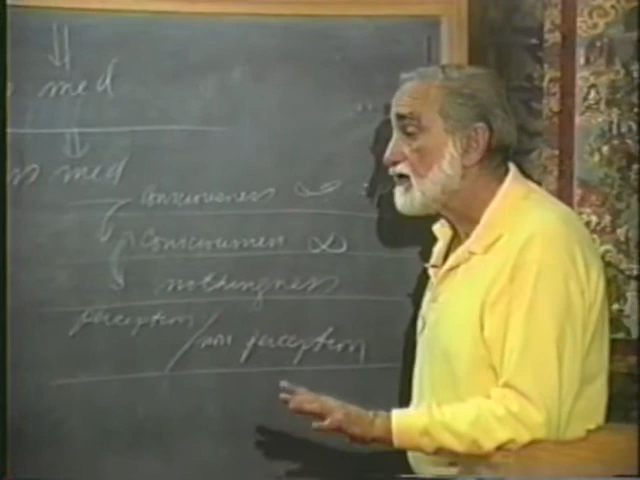 med
med
Consciousness ∞
Consciousness ∞
nothingness
perception
/ non perception